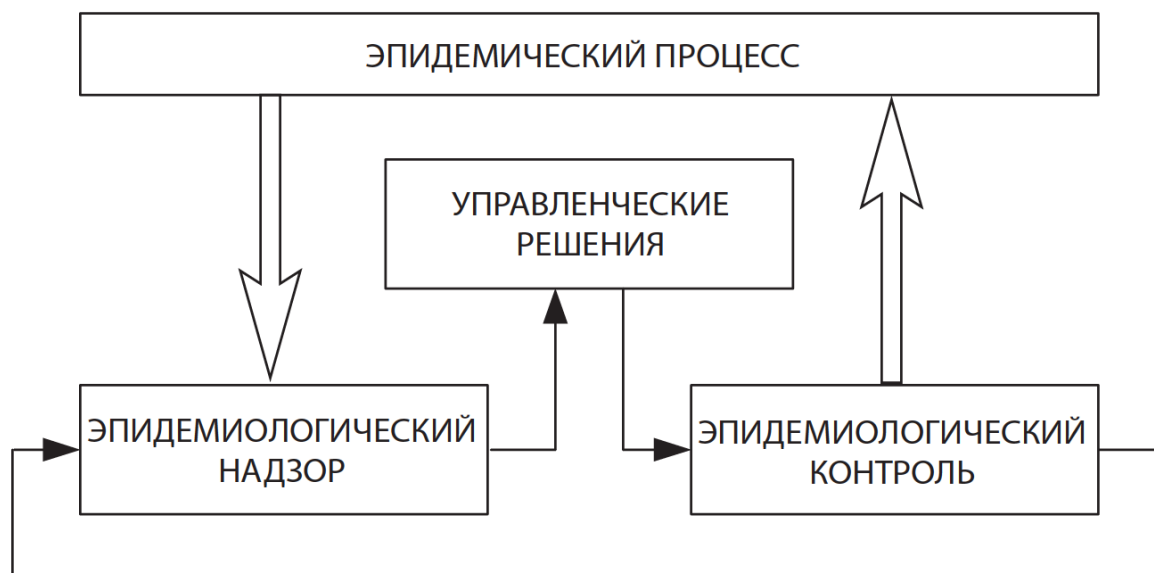 ЭПИДЕМИЧЕСКИЙ ПРОЦЕСС
УПРАВЛЕНЧЕСКИЕ
РЕШЕНИЯ
ЭПИДЕМИОЛОГИЧЕСКИЙ
НАДЗОР
ЭПИДЕМИОЛОГИЧЕСКИЙ
КОНТРОЛЬ